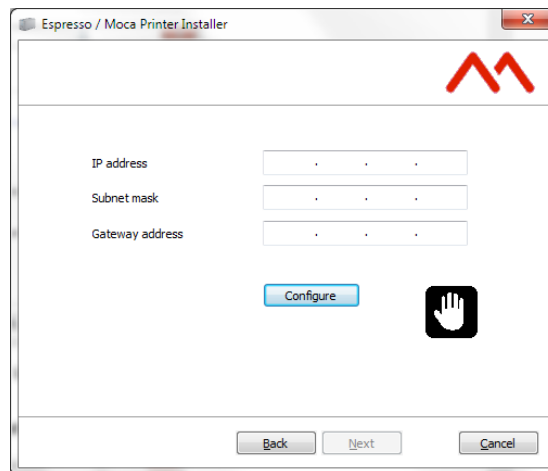 Espresso / Moca Printer Installer
IP address
Subnet mask
Gateway address
Configure
Back Next Cancel